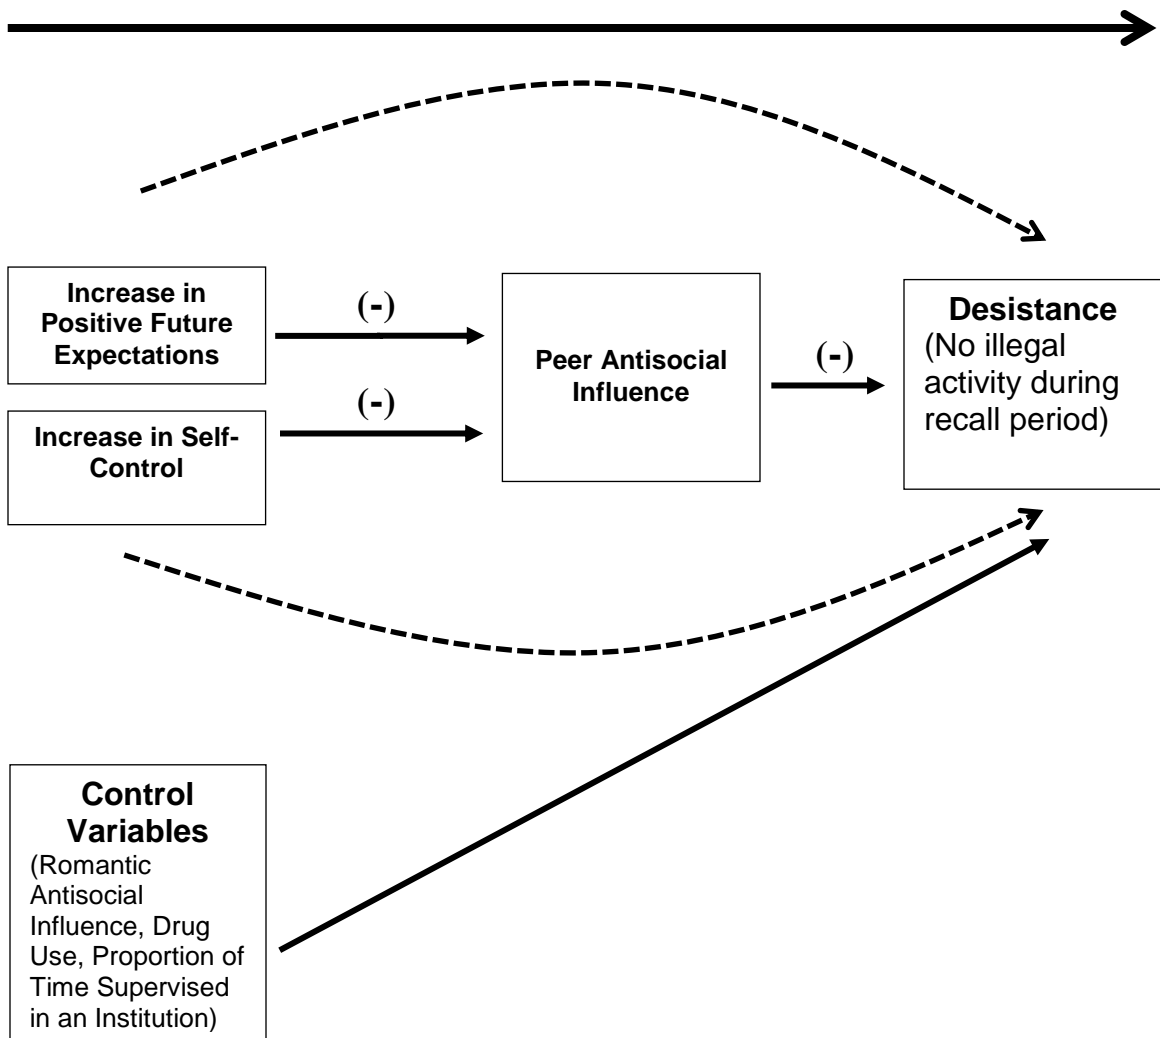 Increase in
Positive Future
Expectations
(-)
Increase in Self-
Control
(-)
Peer Antisocial
Influence
(-)
Desistance
(No illegal
activity during
recall period)
Control
Variables
(Romantic
Antisocial
Influence, Drug
Use, Proportion of
Time Supervised
in an Institution)